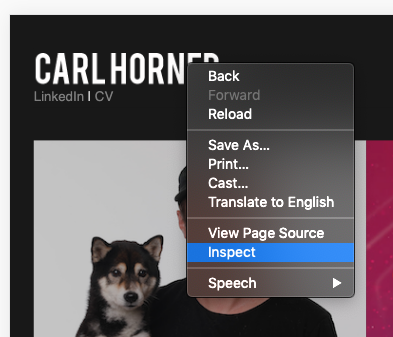 CARL HORNER
LinkedIn I CV
Back
Forward
Reload
Save As...
Print...
Cast...
Translate to English
View Page Source
Inspect
Speech